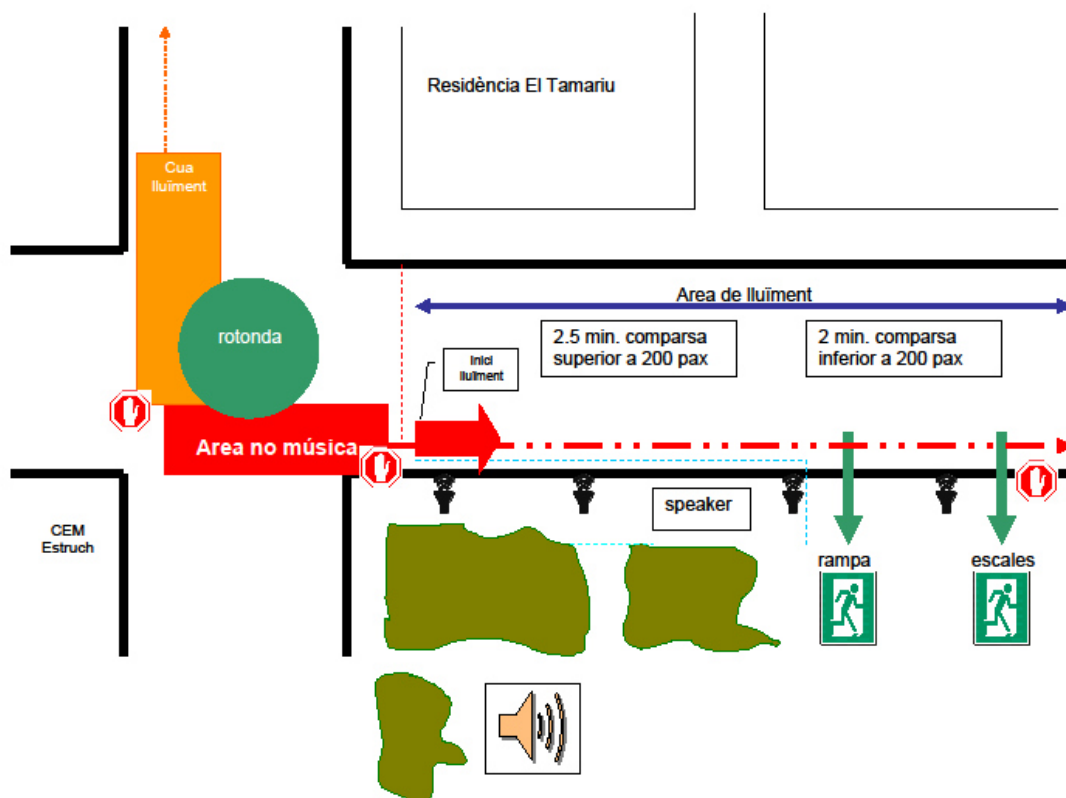 Residència El Tamariu
Cua
lluïment
rotonda
Area de lluïment
Inici
lluïment
2.5 min. comparsa
superior a 200 pax
2 min. comparsa
inferior a 200 pax
Area no música
CEM
Estruch
speaker
rampa
escales